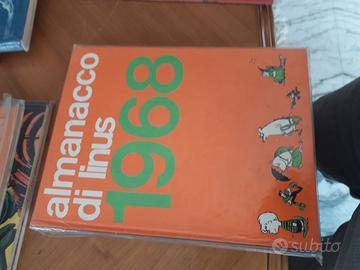 almanacco
di linus
1968
subito